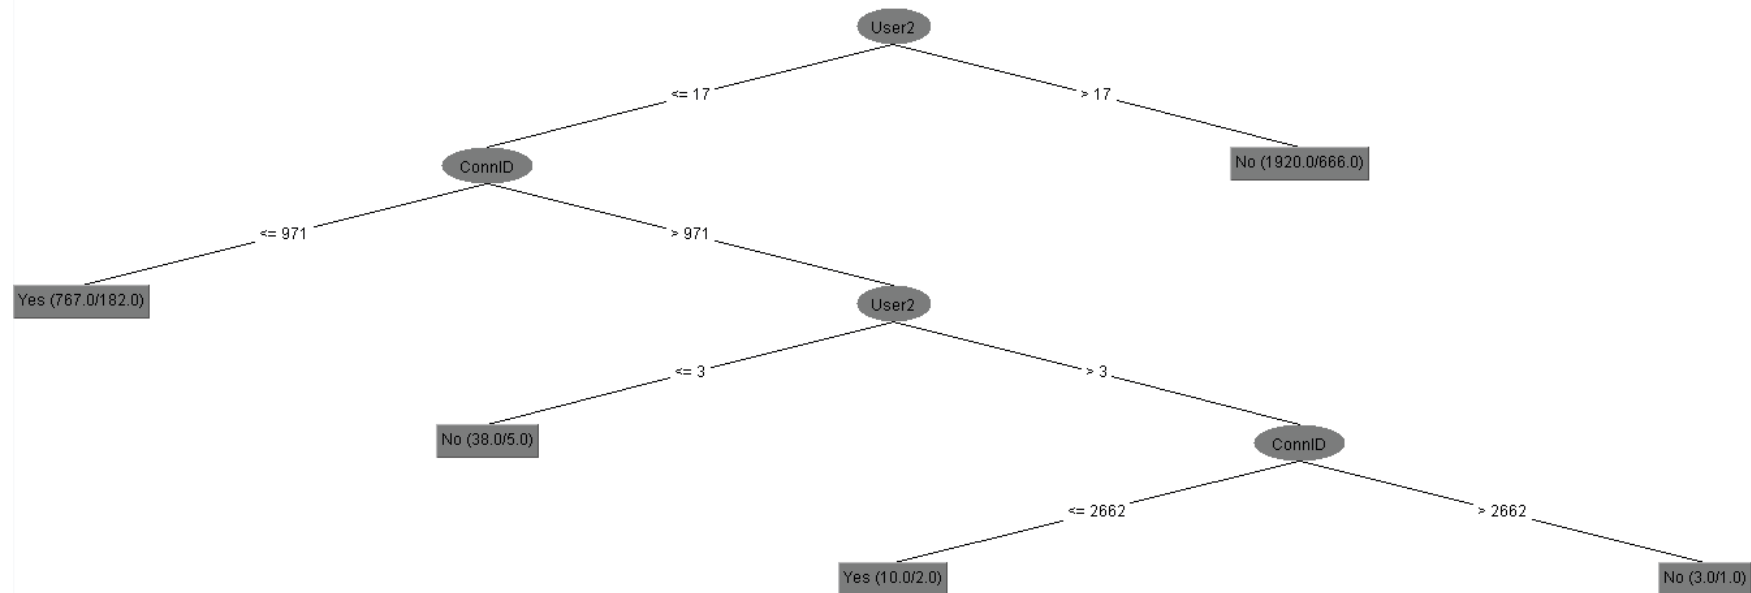 User2
<= 17
> 17
ConnID
No (1920.0/666.0)
<= 971
> 971
Yes (767.0/182.0)
User2
<= 3
> 3
No (38.0/5.0)
ConnID
<= 2662
> 2662
Yes (10.0/2.0)
No (3.0/1.0)